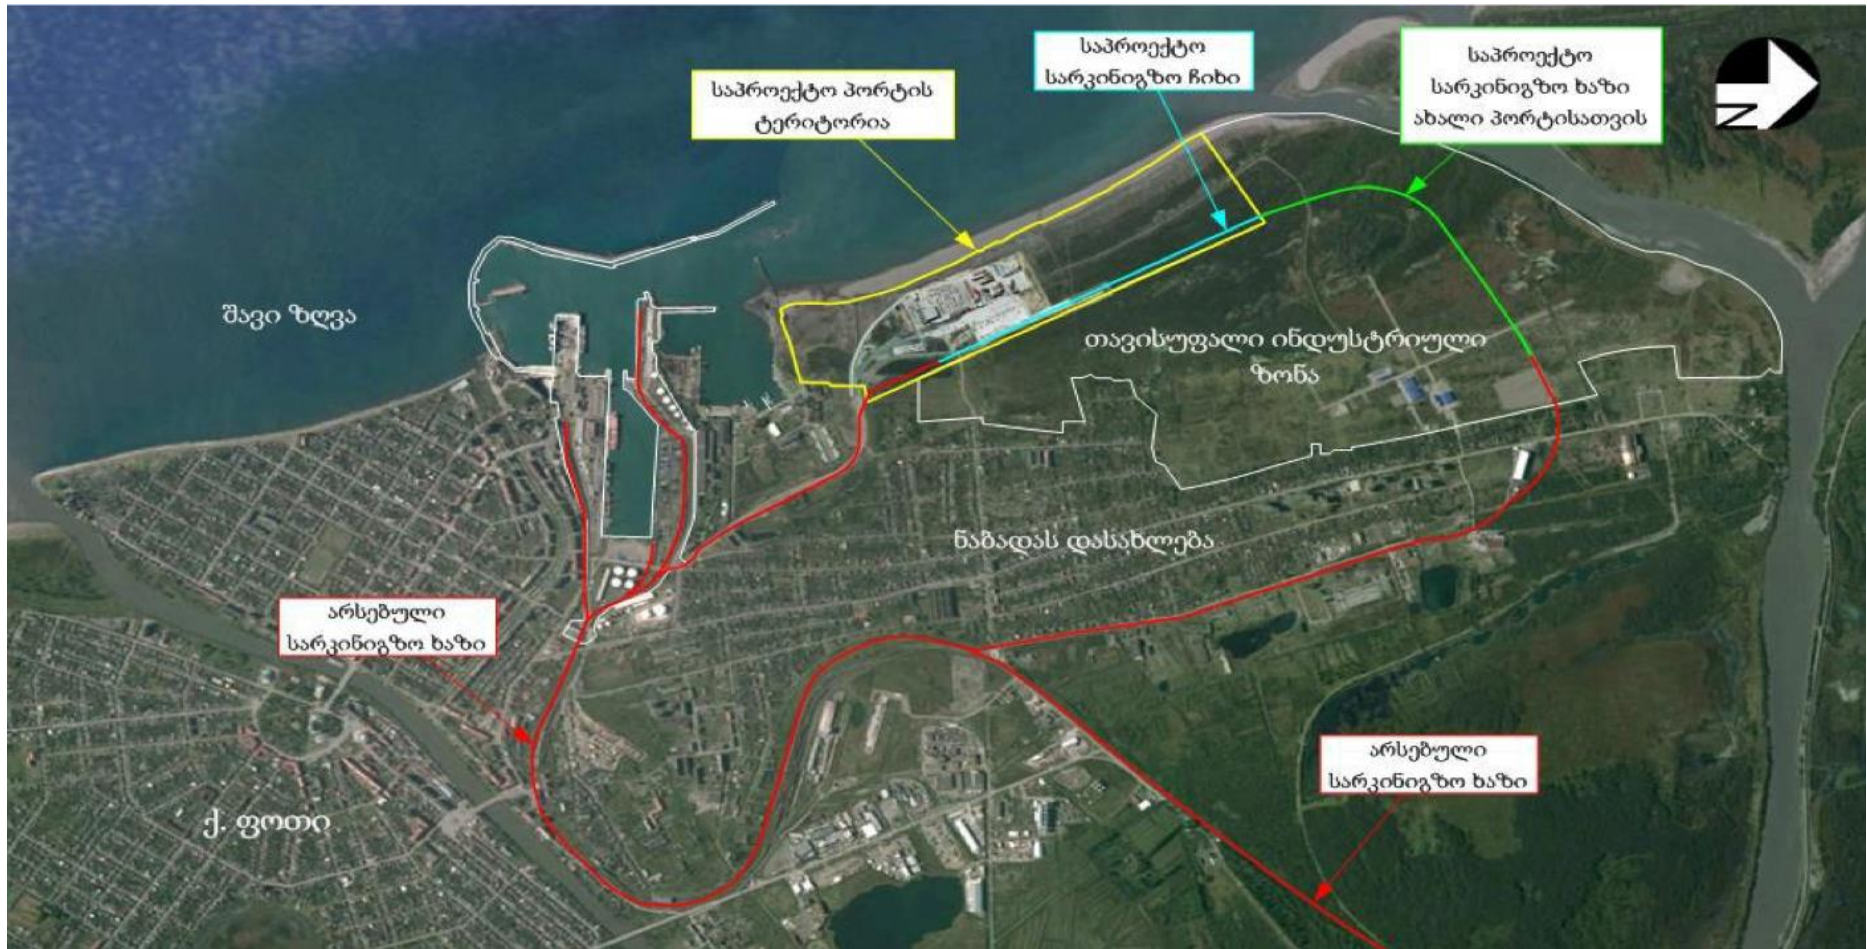 საპროექტო
სარკინიგზო ჩიხი
საპროექტო
სარკინიგზო ხაზი
ახალი პორტისათვის
საპროექტო პორტის
ტერიტორია
N
შავი ზღვა
თავისუფალი ინდუსტრიული
ზონა
ნაბადას დასახლება
არსებული
სარკინიგზო ხაზი
არსებული
სარკინიგზო ხაზი
ქ. ფოთი